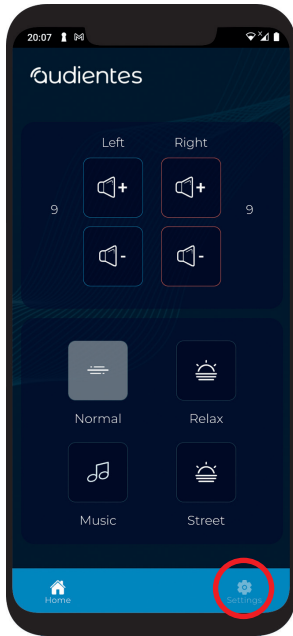 20:07
audientes
Left Right
9 9
Normal Relax
Music Street
Home Settings